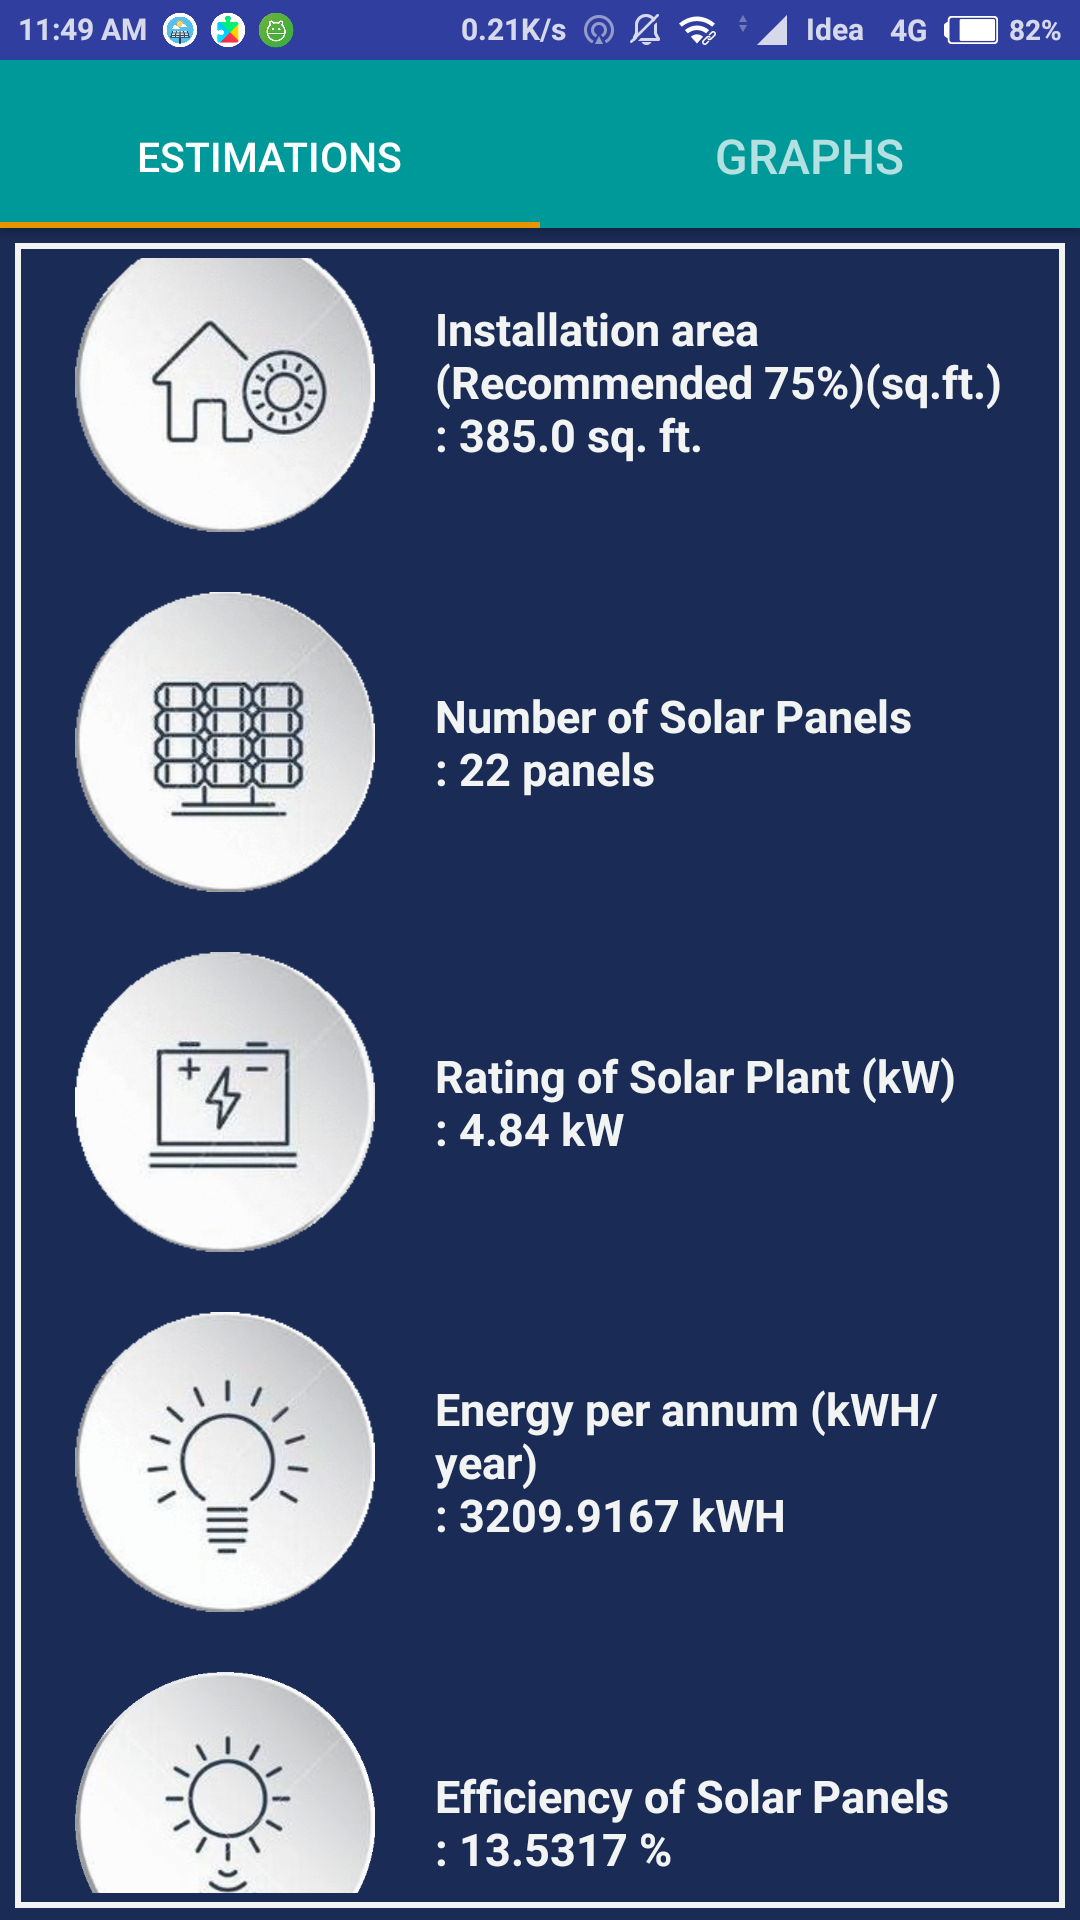 11:49 AM 0.21K/s Idea 4G 82%
ESTIMATIONS GRAPHS
Installation area
(Recommended 75%)(sq.ft.)
: 385.0 sq. ft.
Number of Solar Panels
: 22 panels
Rating of Solar Plant (kW)
: 4.84 kW
Energy per annum (kWH/
year)
: 3209.9167 kWH
Efficiency of Solar Panels
: 13.5317 %